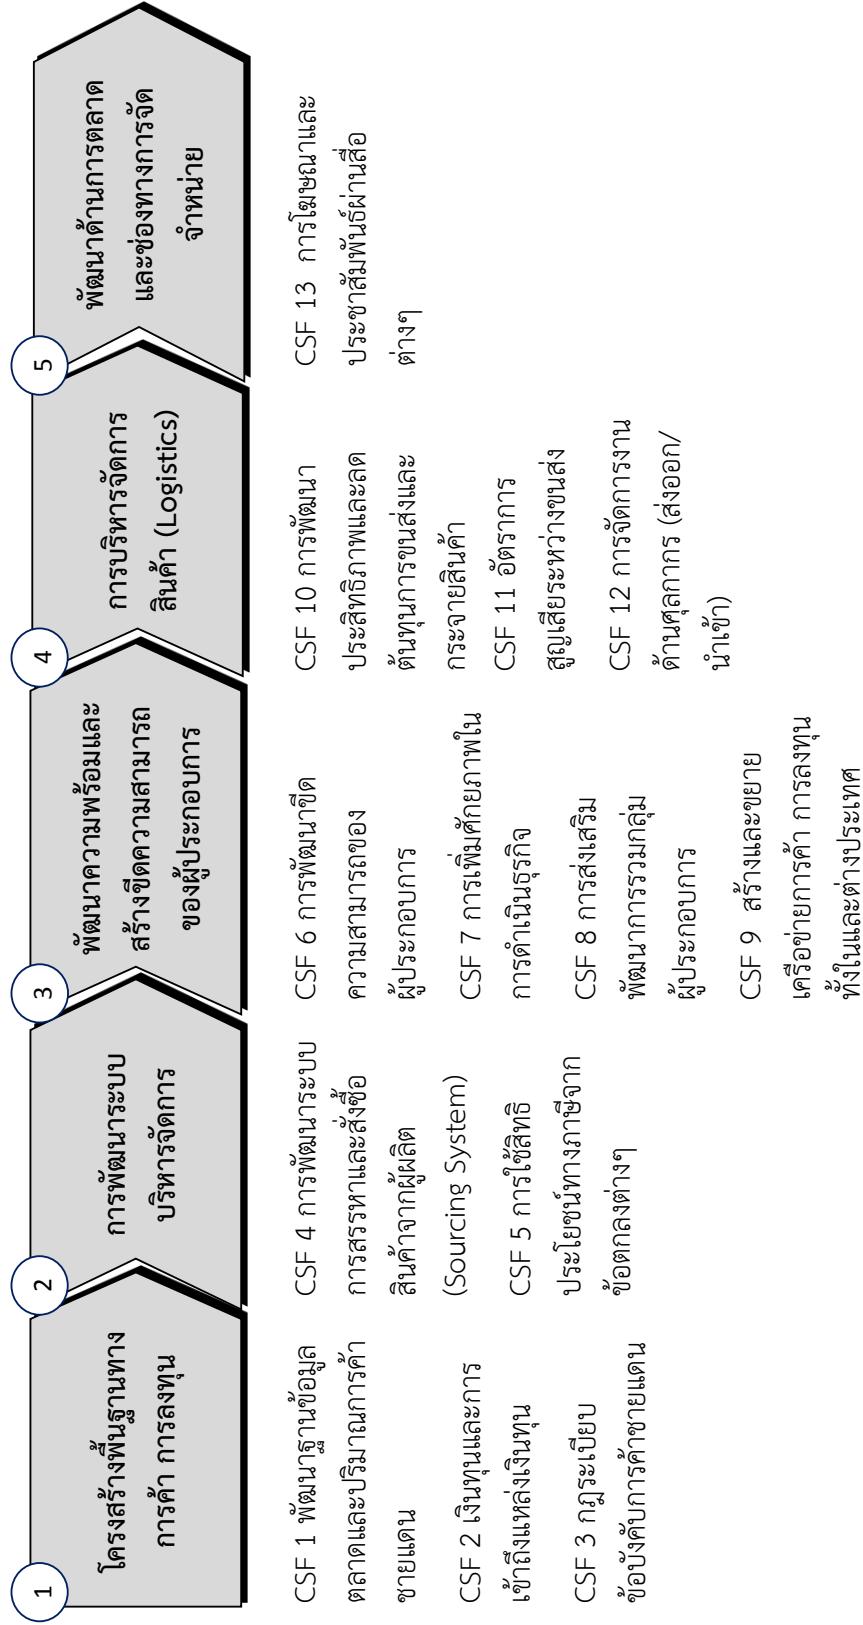 1
โครงสร้างพื้นฐานทาง
การค้า การลงทุน
CSF 1 พัฒนาฐานข้อมูล
ตลาดและปริมาณการค้า
ชายแดน
CSF 2 เงินทุนและการ
เข้าถึงแหล่งเงินทุน
CSF 3 กฎระเบียบ
ข้อบังคับการค้าชายแดน
2
การพัฒนาระบบ
บริหารจัดการ
CSF 4 การพัฒนาระบบ
การสรรหาและสั่งซื้อ
สินค้าจากผู้ผลิต
(Sourcing System)
CSF 5 การใช้สิทธิ
ประโยชน์ทางภาษีจาก
ข้อตกลงต่างๆ
3
พัฒนาความพร้อมและ
สร้างขีดความสามารถ
ของผู้ประกอบการ
CSF 6 การพัฒนาขีด
ความสามารถของ
ผู้ประกอบการ
CSF 7 การเพิ่มศักยภาพใน
การดำเนินธุรกิจ
CSF 8 การส่งเสริม
พัฒนาการรวมกลุ่ม
ผู้ประกอบการ
CSF 9 สร้างและขยาย
เครือข่ายการค้า การลงทุน
ทั้งในและต่างประเทศ
4
การบริหารจัดการ
สินค้า (Logistics)
CSF 10 การพัฒนา
ประสิทธิภาพและลด
ต้นทุนการขนส่งและ
กระจายสินค้า
CSF 11 อัตราการ
สูญเสียระหว่างขนส่ง
CSF 12 การจัดการงาน
ด้านศุลกากร (ส่งออก/
นำเข้า)
5
พัฒนาด้านการตลาด
และช่องทางการจัด
จำหน่าย
CSF 13 การโฆษณาและ
ประชาสัมพันธ์ผ่านสื่อ
ต่างๆ